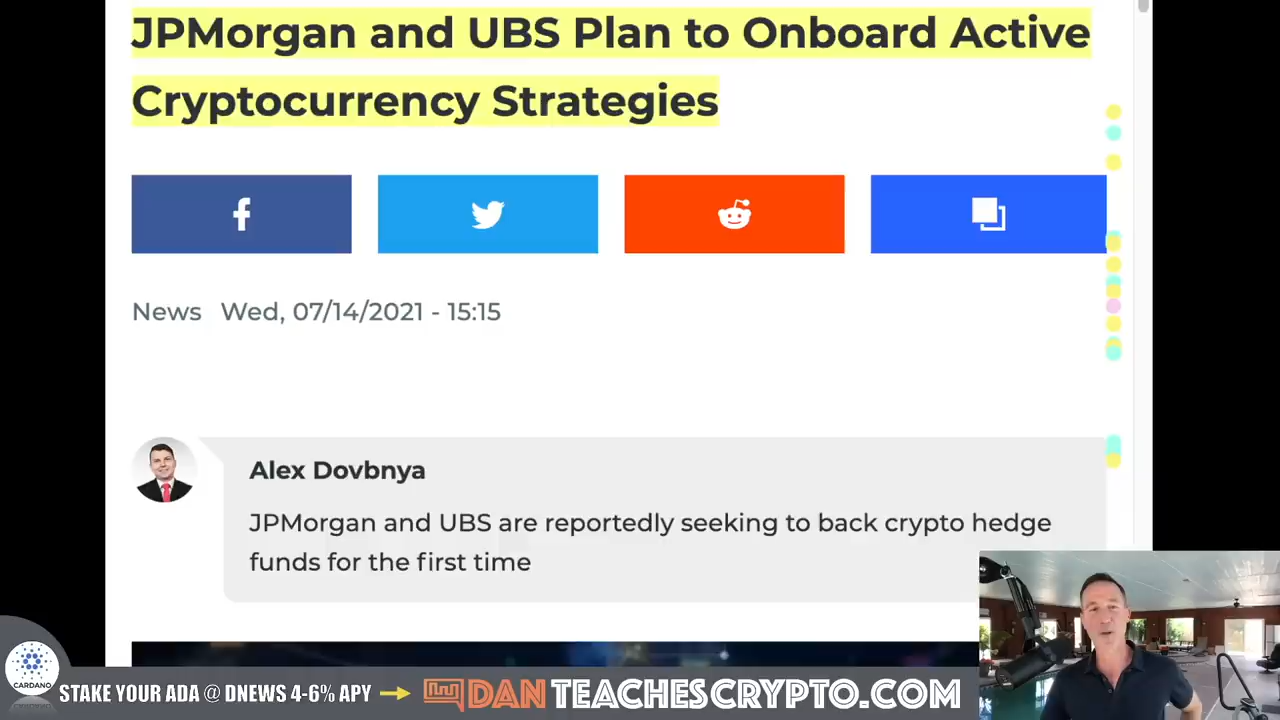 JPMorgan and UBS Plan to Onboard Active
Cryptocurrency Strategies
News Wed, 07/14/2021 - 15:15
Alex Dovbnya
JPMorgan and UBS are reportedly seeking to back crypto hedge
funds for the first time
CARDANO
STAKE YOUR ADA @ DNEWS 4-6% APY
DANTEACHESCRYPTO.COM